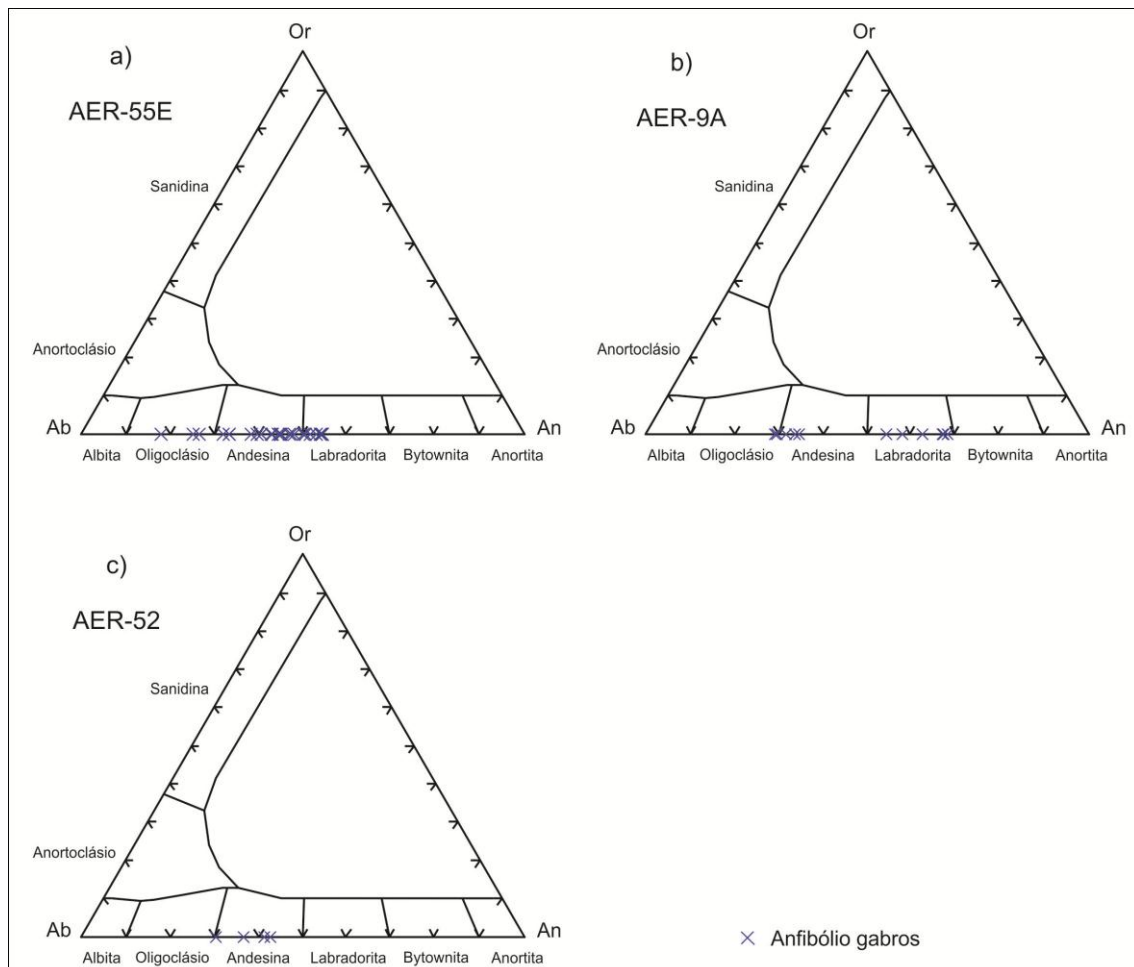 a)
AER-55E
Or
Sanidina
Anortoclásio
Ab
An
Albita Oligoclásio Andesina Labradorita Bytownita Anortita
b)
AER-9A
Or
Sanidina
Anortoclásio
Ab
An
Albita Oligoclásio Andesina Labradorita Bytownita Anortita
c)
AER-52
Or
Sanidina
Anortoclásio
Ab
An
Albita Oligoclásio Andesina Labradorita Bytownita Anortita
Anfibólio gabros